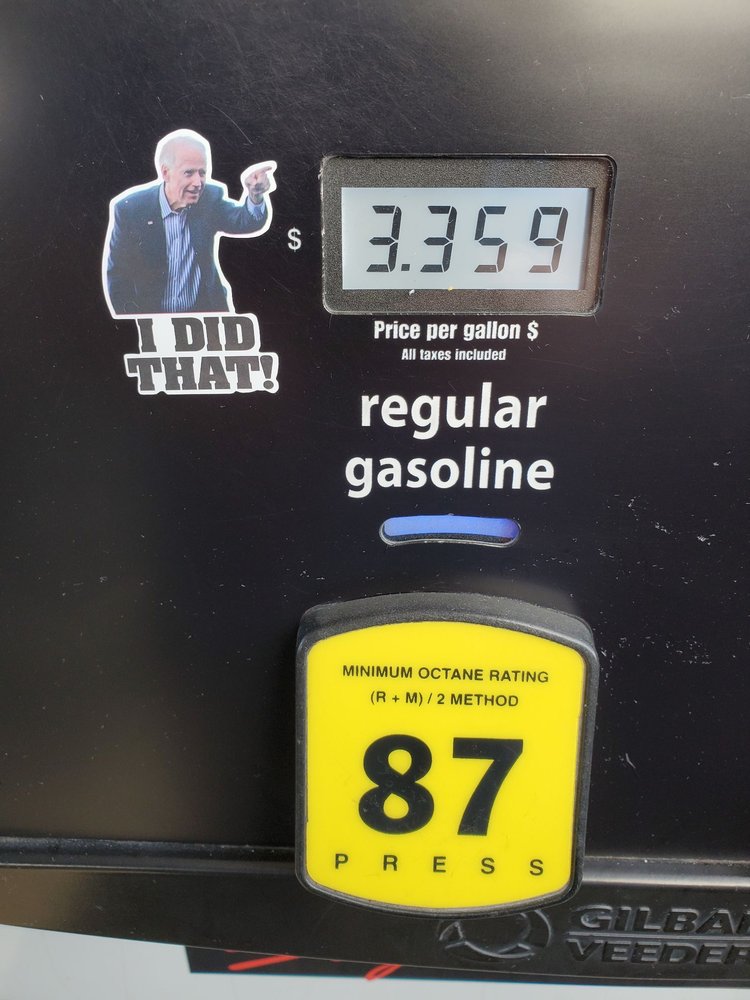 I DID
THAT!
$
3.359
Price per gallon $
All taxes included
regular
gasoline
MINIMUM OCTANE RATING
(R + M) / 2 METHOD
87
PRESS